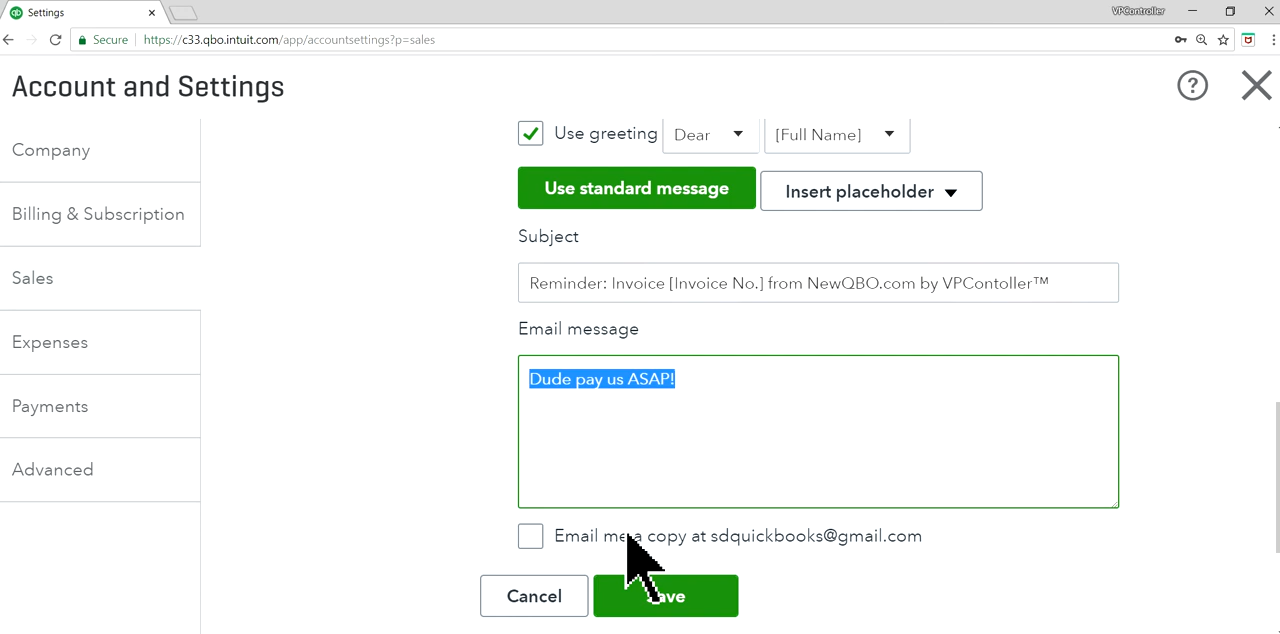 Settings
VPController
Secure https://c33.qbo.intuit.com/app/accountsettings?p=sales
Account and Settings
Company
Billing & Subscription
Sales
Expenses
Payments
Advanced
Use greeting Dear [Full Name]
Use standard message Insert placeholder
Subject
Reminder: Invoice [Invoice No.] from NewQBO.com by VPContoller™
Email message
Dude pay us ASAP!
Email me a copy at sdquickbooks@gmail.com
Cancel